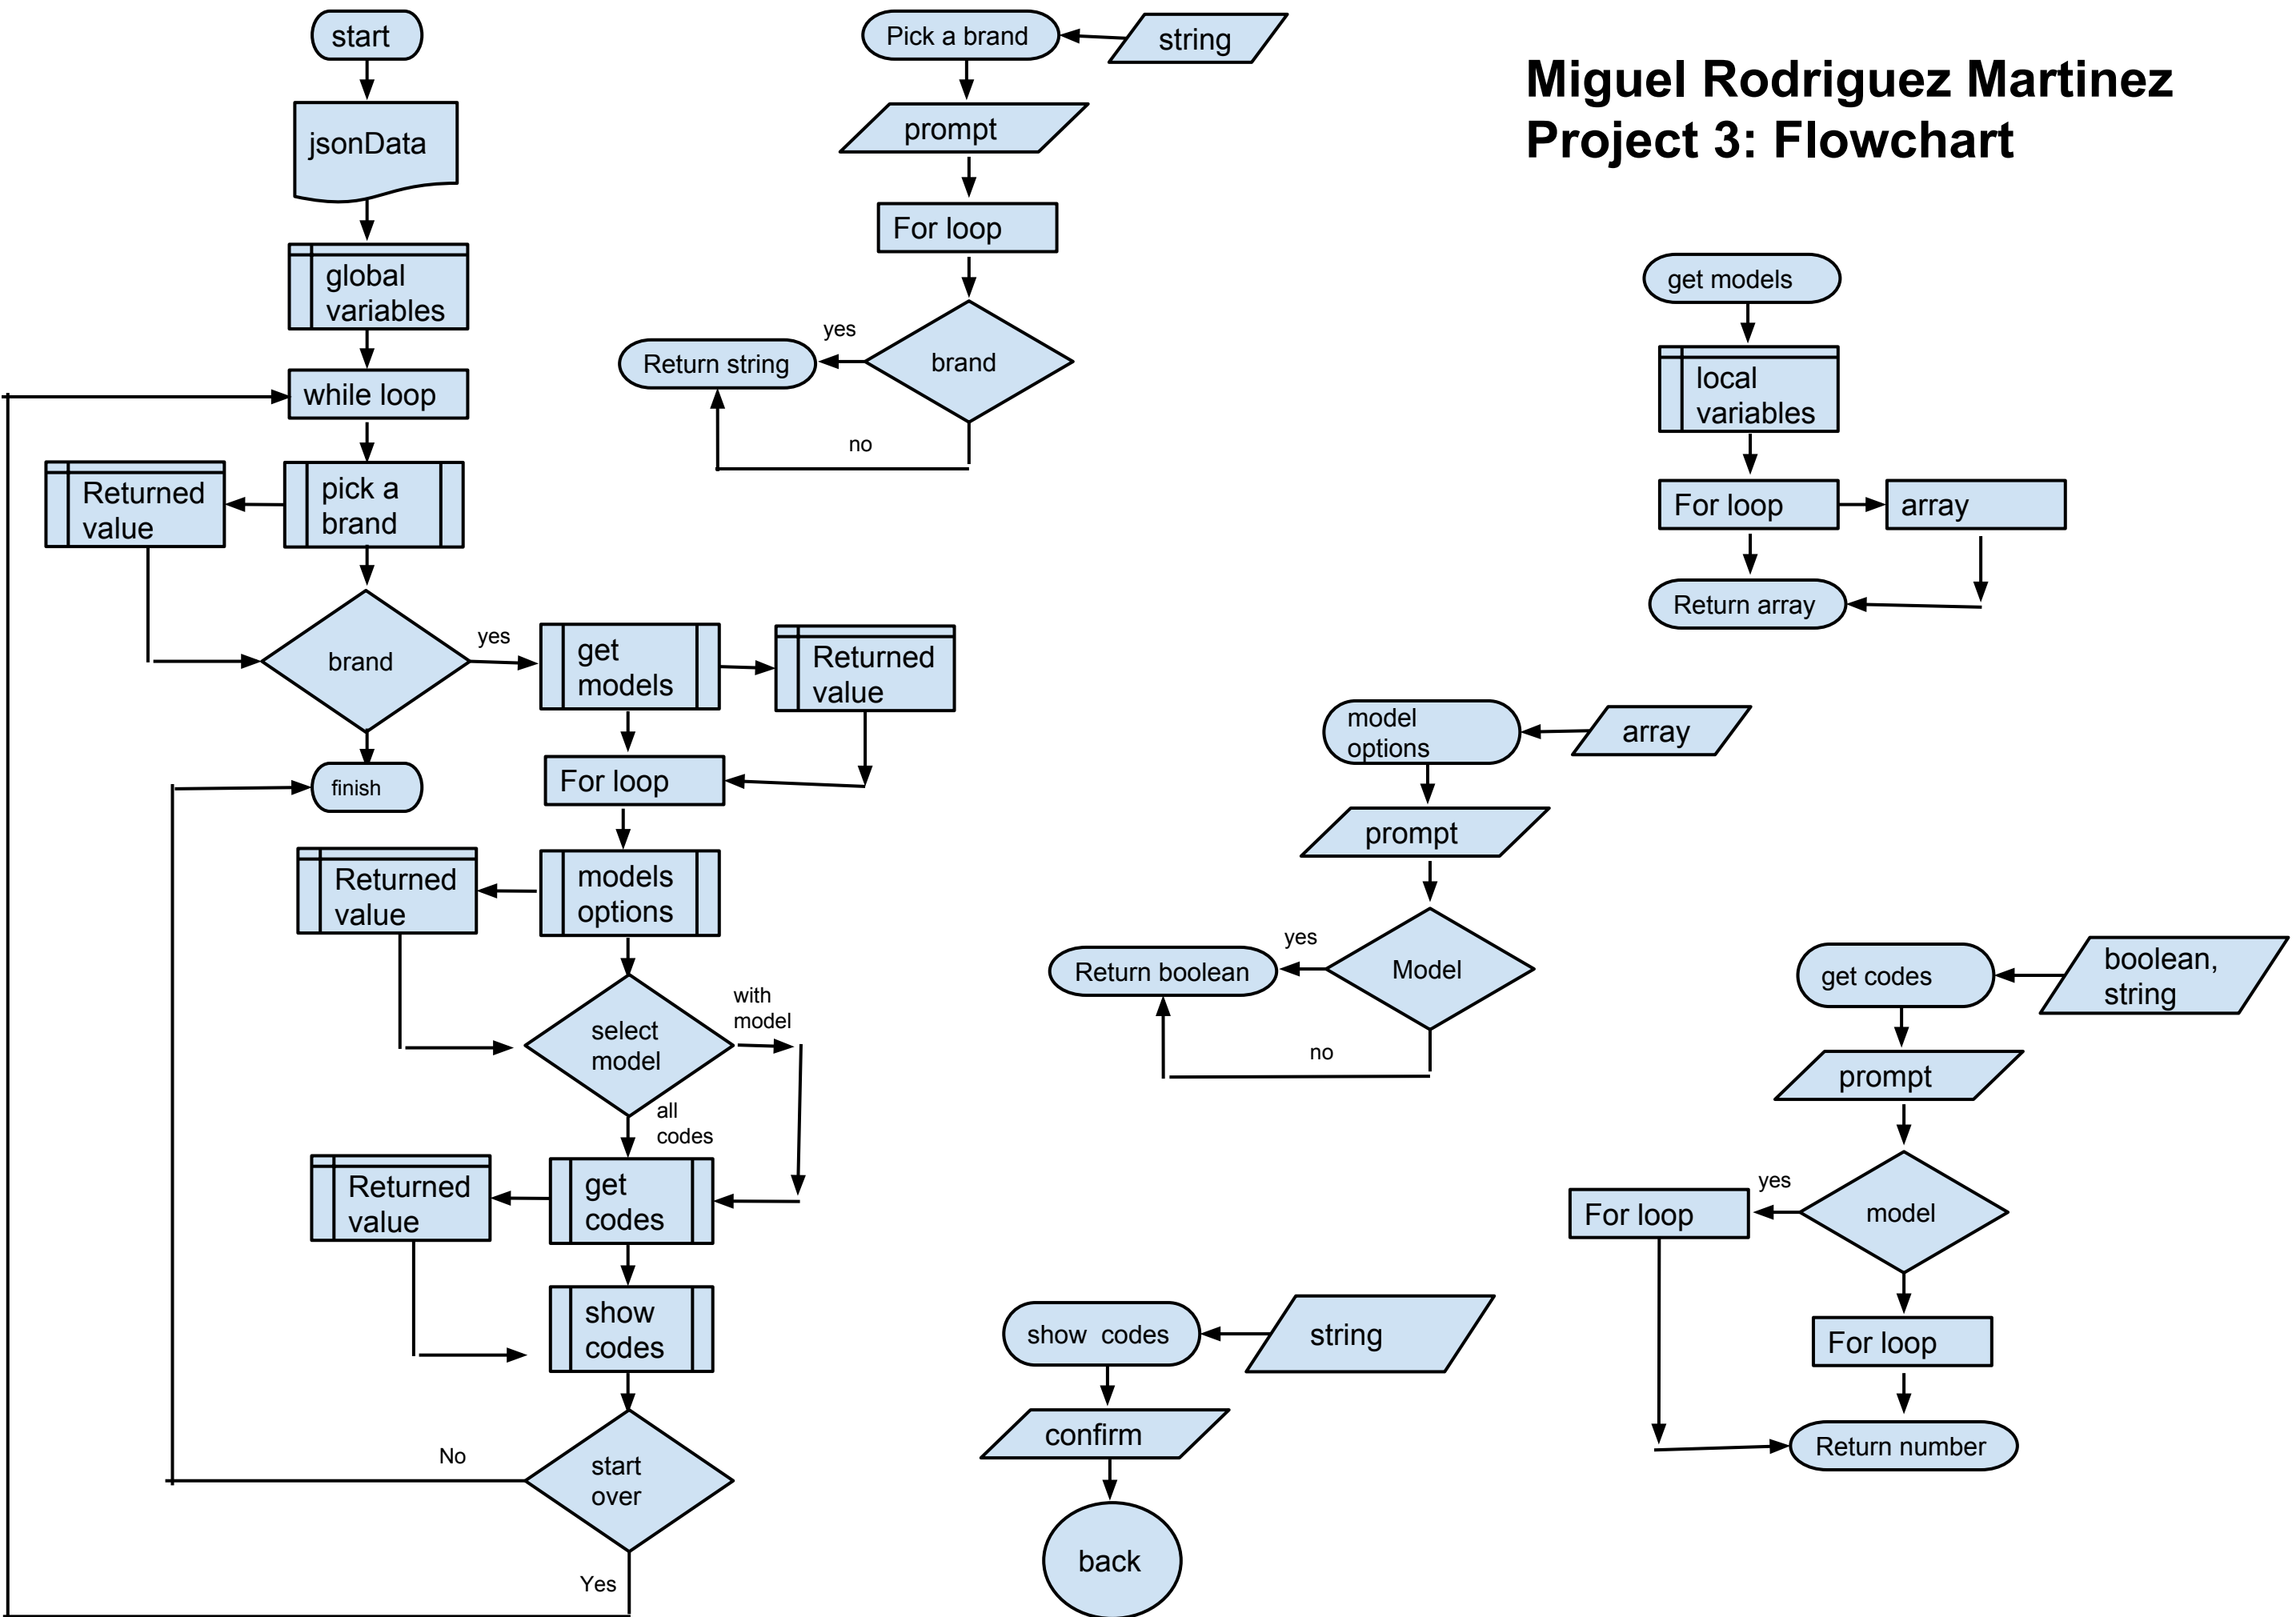 Miguel Rodriguez Martinez
Project 3: Flowchart
start
jsonData
global
variables
while loop
pick a
brand
Returned
value
brand
yes
finish
get
models
Returned
value
For loop
models
options
Returned
value
select
model
with
model
all
codes
get
codes
Returned
value
show
codes
start
over
No
Yes
Pick a brand
string
prompt
For loop
brand
yes
Return string
no
get models
local
variables
For loop
array
Return array
model
options
array
prompt
Model
yes
Return boolean
no
get codes
boolean,
string
prompt
model
yes
For loop
For loop
Return number
show codes
string
confirm
back